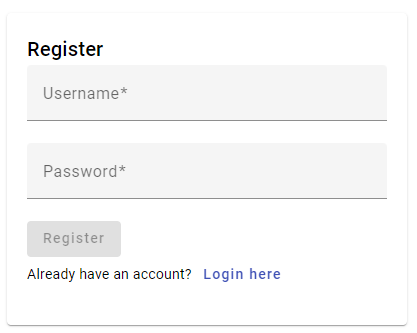 Register
Username*
Password*
Register
Already have an account? Login here